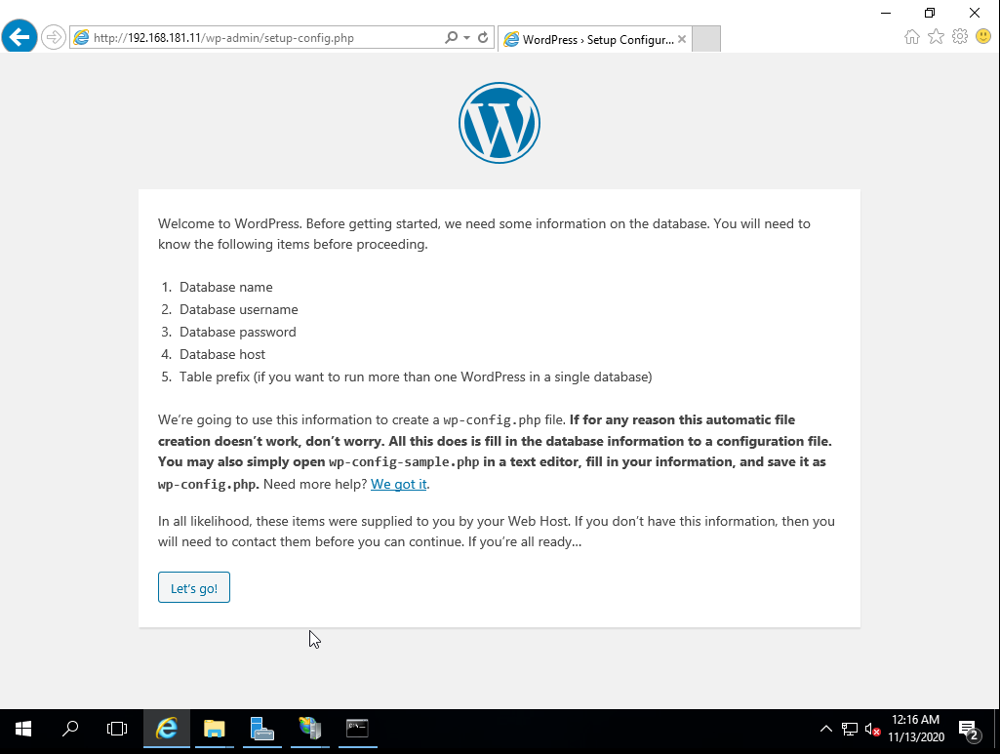 http://192.168.181.11/wp-admin/setup-config.php
WordPress › Setup Configur...
Welcome to WordPress. Before getting started, we need some information on the database. You will need to
know the following items before proceeding.
1. Database name
2. Database username
3. Database password
4. Database host
5. Table prefix (if you want to run more than one WordPress in a single database)
We’re going to use this information to create a wp-config.php file. If for any reason this automatic file
creation doesn’t work, don’t worry. All this does is fill in the database information to a configuration file.
You may also simply open wp-config-sample.php in a text editor, fill in your information, and save it as
wp-config.php. Need more help? We got it.
In all likelihood, these items were supplied to you by your Web Host. If you don’t have this information, then you
will need to contact them before you can continue. If you’re all ready…
Let’s go!
12:16 AM
11/13/2020
2